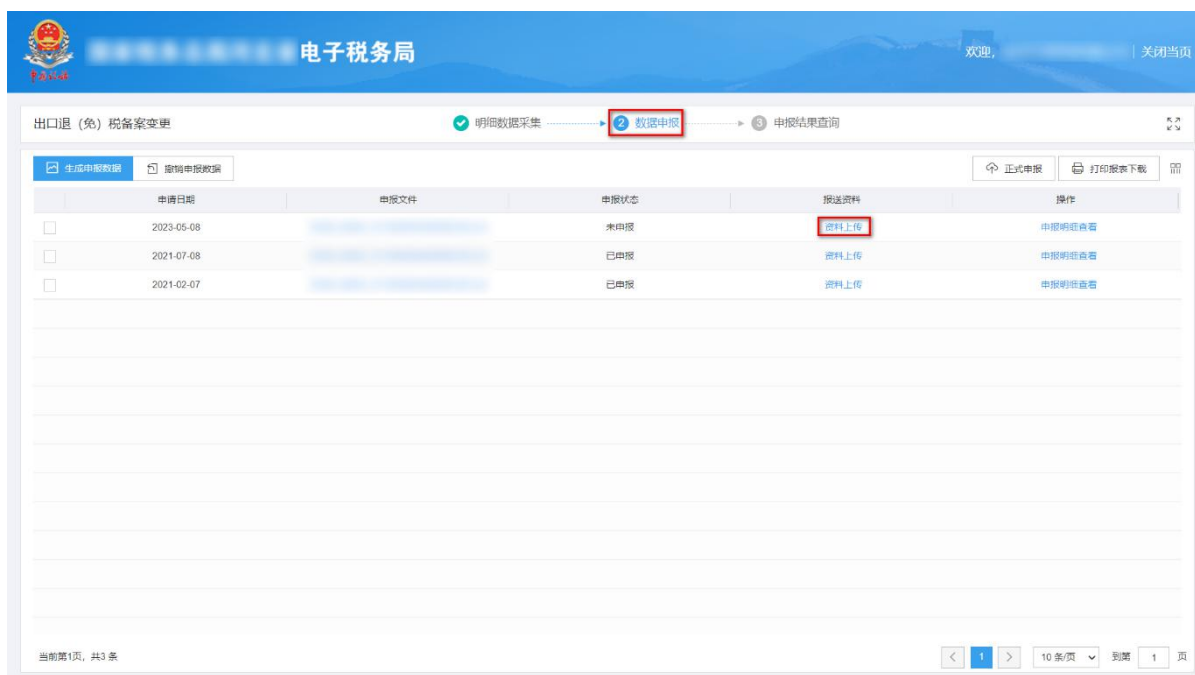 电子税务局
欢迎,
关闭当页
出口退 (免) 税备案变更
明细数据采集
2 数据申报
3 申报结果查询
生成申报数据
撤销申报数据
正式申报
打印报表下载
申请日期 申报文件 申报状态 报送资料 操作
2023-05-08 未申报 资料上传 申报明细查看
2021-07-08 已申报 资料上传 申报明细查看
2021-02-07 已申报 资料上传 申报明细查看
当前第1页, 共3 条
1
10 条/页
到第 1 页